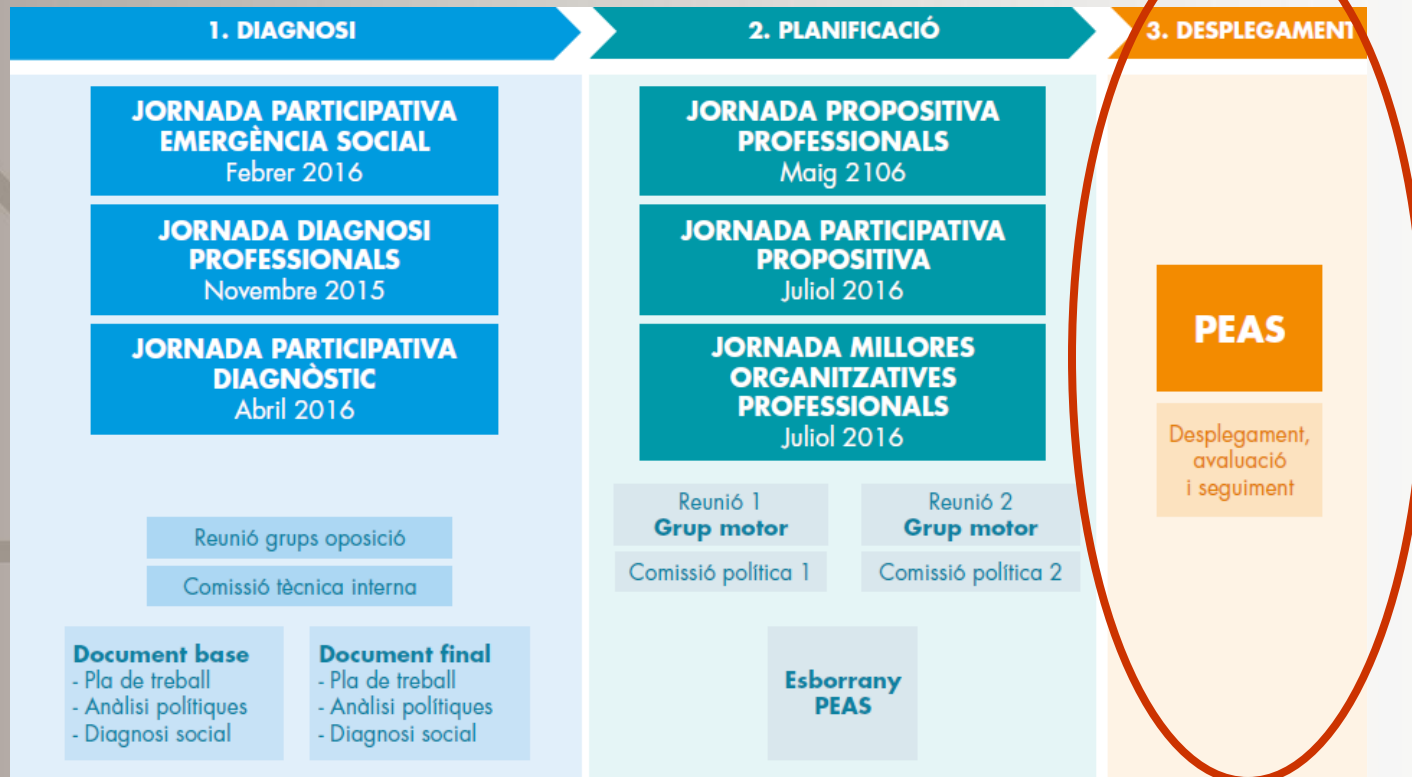 1. DIAGNOSI
2. PLANIFICACIÓ
3. DESPLEGAMENT
JORNADA PARTICIPATIVA
EMERGÈNCIA SOCIAL
Febrer 2016
JORNADA DIAGNOSI
PROFESSIONALS
Novembre 2015
JORNADA PARTICIPATIVA
DIAGNÒSTIC
Abril 2016
Reunió grups oposició
Comissió tècnica interna
Document base
- Pla de treball
- Anàlisi polítiques
- Diagnosi social
Document final
- Pla de treball
- Anàlisi polítiques
- Diagnosi social
JORNADA PROPOSITIVA
PROFESSIONALS
Maig 2106
JORNADA PARTICIPATIVA
PROPOSITIVA
Juliol 2016
JORNADA MILLORES
ORGANITZATIVES
PROFESSIONALS
Juliol 2016
Reunió 1
Grup motor
Reunió 2
Grup motor
Comissió política 1
Comissió política 2
Esborrany
PEAS
PEAS
Desplegament,
avaluació
i seguiment